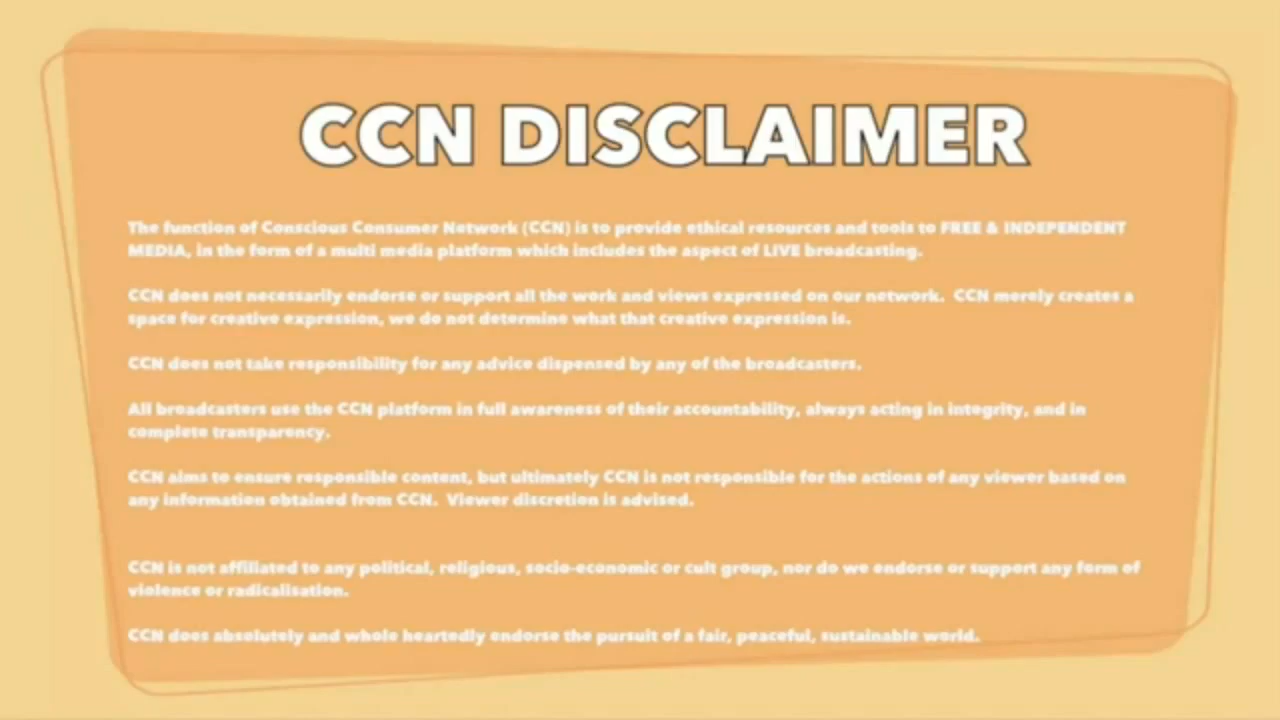 CCN DISCLAIMER
The function of Conscious Consumer Network (CCN) is to provide ethical resources and tools to FREE & INDEPENDENT
MEDIA, in the form of a multi media platform which includes the aspect of LIVE broadcasting.
CCN does not necessarily endorse or support all the work and views expressed on our network.  CCN merely creates a
space for creative expression, we do not determine what that creative expression is.
CCN does not take responsibility for any advice dispensed by any of the broadcasters.
All broadcasters use the CCN platform in full awareness of their accountability, always acting in integrity, and in
complete transparency.
CCN aims to ensure responsible content, but ultimately CCN is not responsible for the actions of any viewer based on
any information obtained from CCN.  Viewer discretion is advised.
CCN is not affiliated to any political, religious, socio-economic or cult group, nor do we endorse or support any form of
violence or radicalisation.
CCN does absolutely and whole heartedly endorse the pursuit of a fair, peaceful, sustainable world.